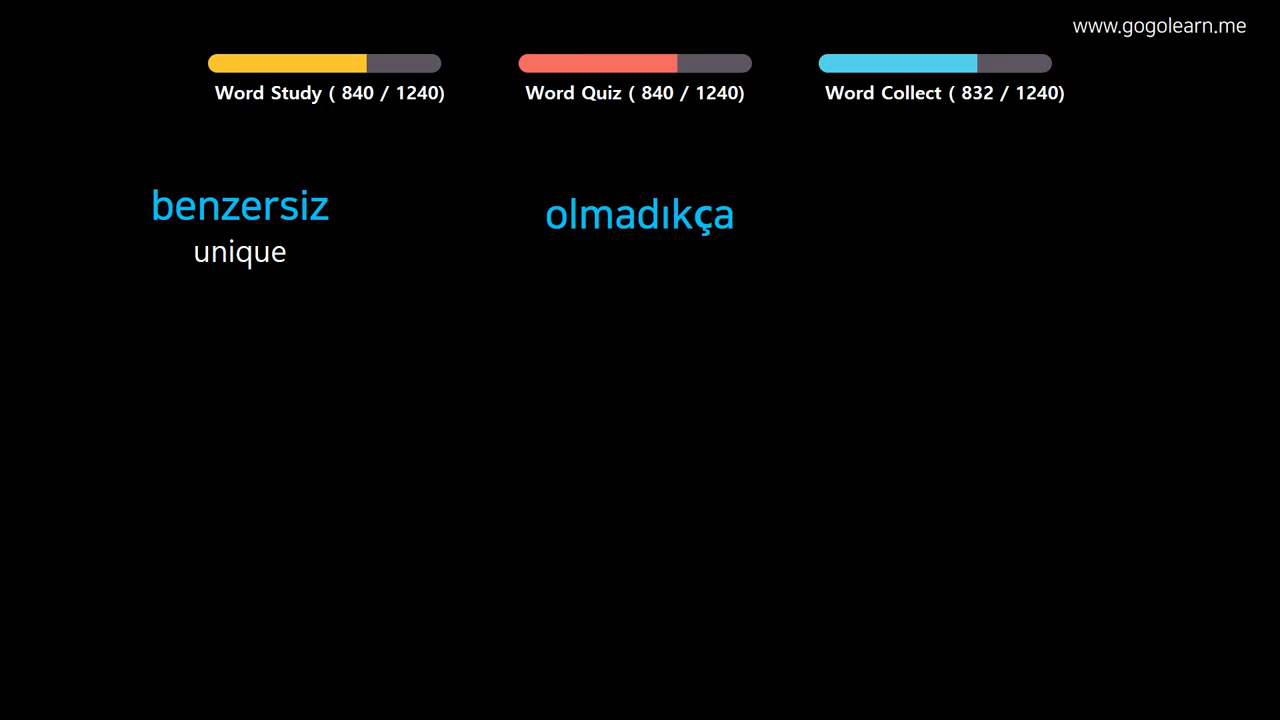 www.gogolearn.me
Word Study ( 840 / 1240)
Word Quiz ( 840 / 1240)
Word Collect ( 832 / 1240)
benzersiz
unique
olmadıkça